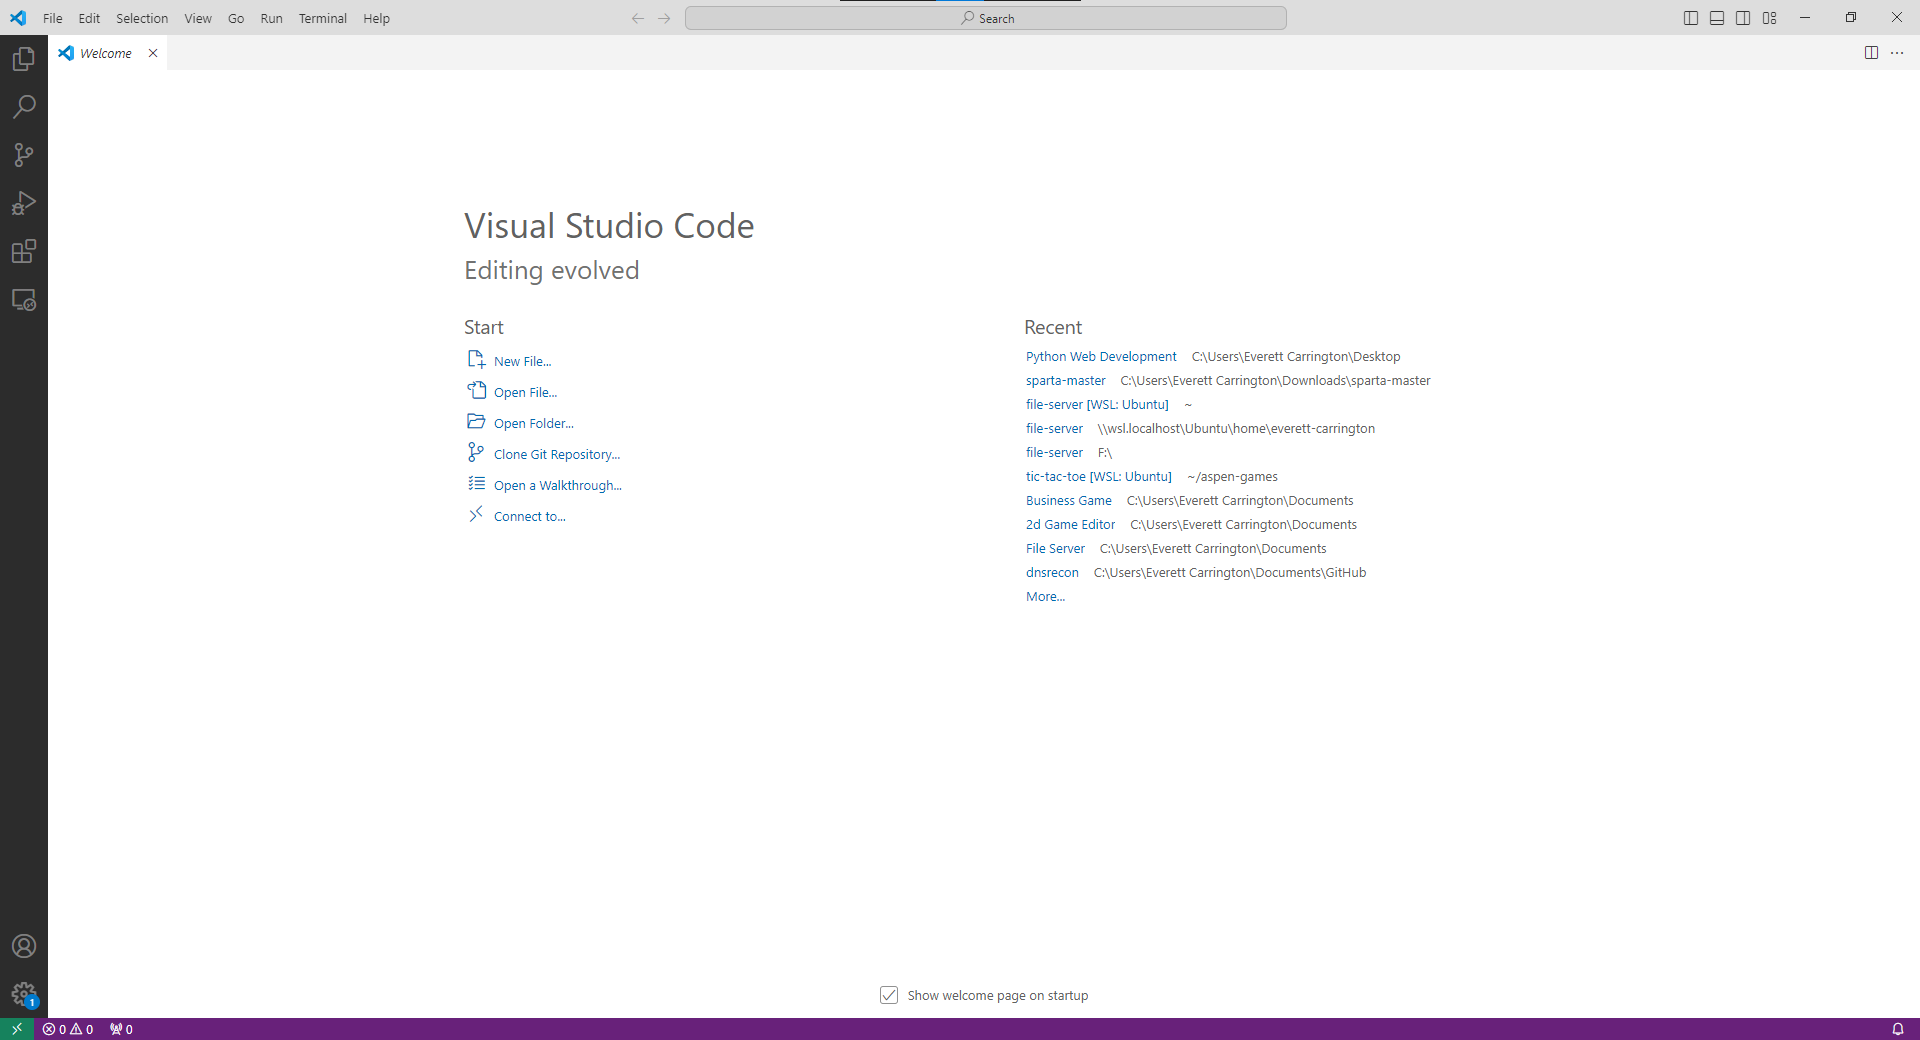 File Edit Selection View Go Run Terminal Help
Search
Welcome
Visual Studio Code
Editing evolved
Start
New File...
Open File...
Open Folder...
Clone Git Repository...
Open a Walkthrough...
Connect to...
Recent
Python Web Development C:\Users\Everett Carrington\Desktop
sparta-master C:\Users\Everett Carrington\Downloads\sparta-master
file-server [WSL: Ubuntu] ~
file-server \\wsl.localhost\Ubuntu\home\everett-carrington
file-server F:\
tic-tac-toe [WSL: Ubuntu] ~/aspen-games
Business Game C:\Users\Everett Carrington\Documents
2d Game Editor C:\Users\Everett Carrington\Documents
File Server C:\Users\Everett Carrington\Documents
dnsrecon C:\Users\Everett Carrington\Documents\GitHub
More...
Show welcome page on startup
1
0 0 0